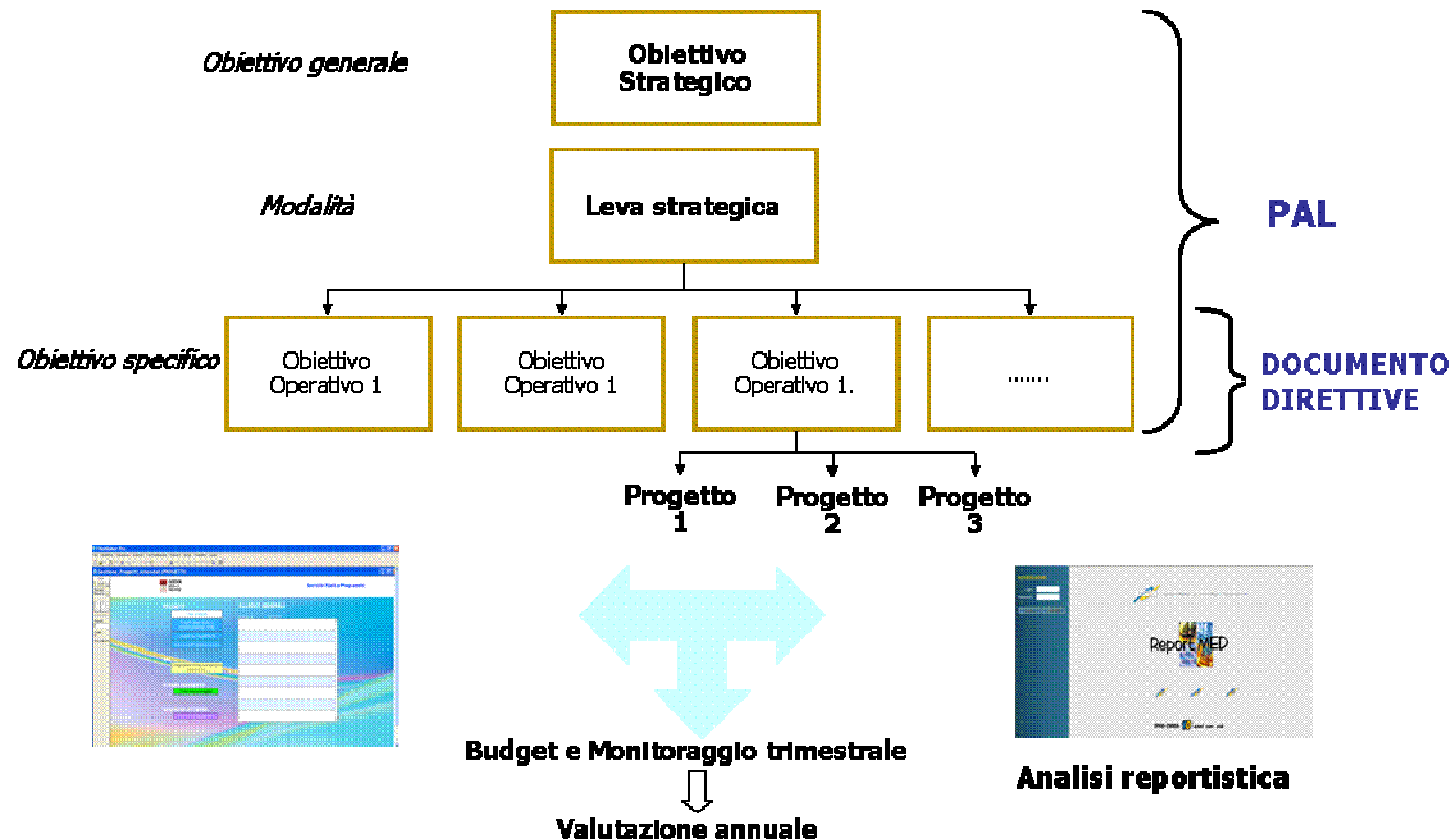 Obiettivo generale
Obiettivo
Strategico
Modalità
Leva strategica
PAL
Obiettivo specifico
Obiettivo
Operativo 1
Obiettivo
Operativo 1
Obiettivo
Operativo 1.
.......
DOCUMENTO
DIRETTIVE
Progetto
1
Progetto
2
Progetto
3
Report MED
Budget e Monitoraggio trimestrale
Analisi reportistica
Valutazione annuale